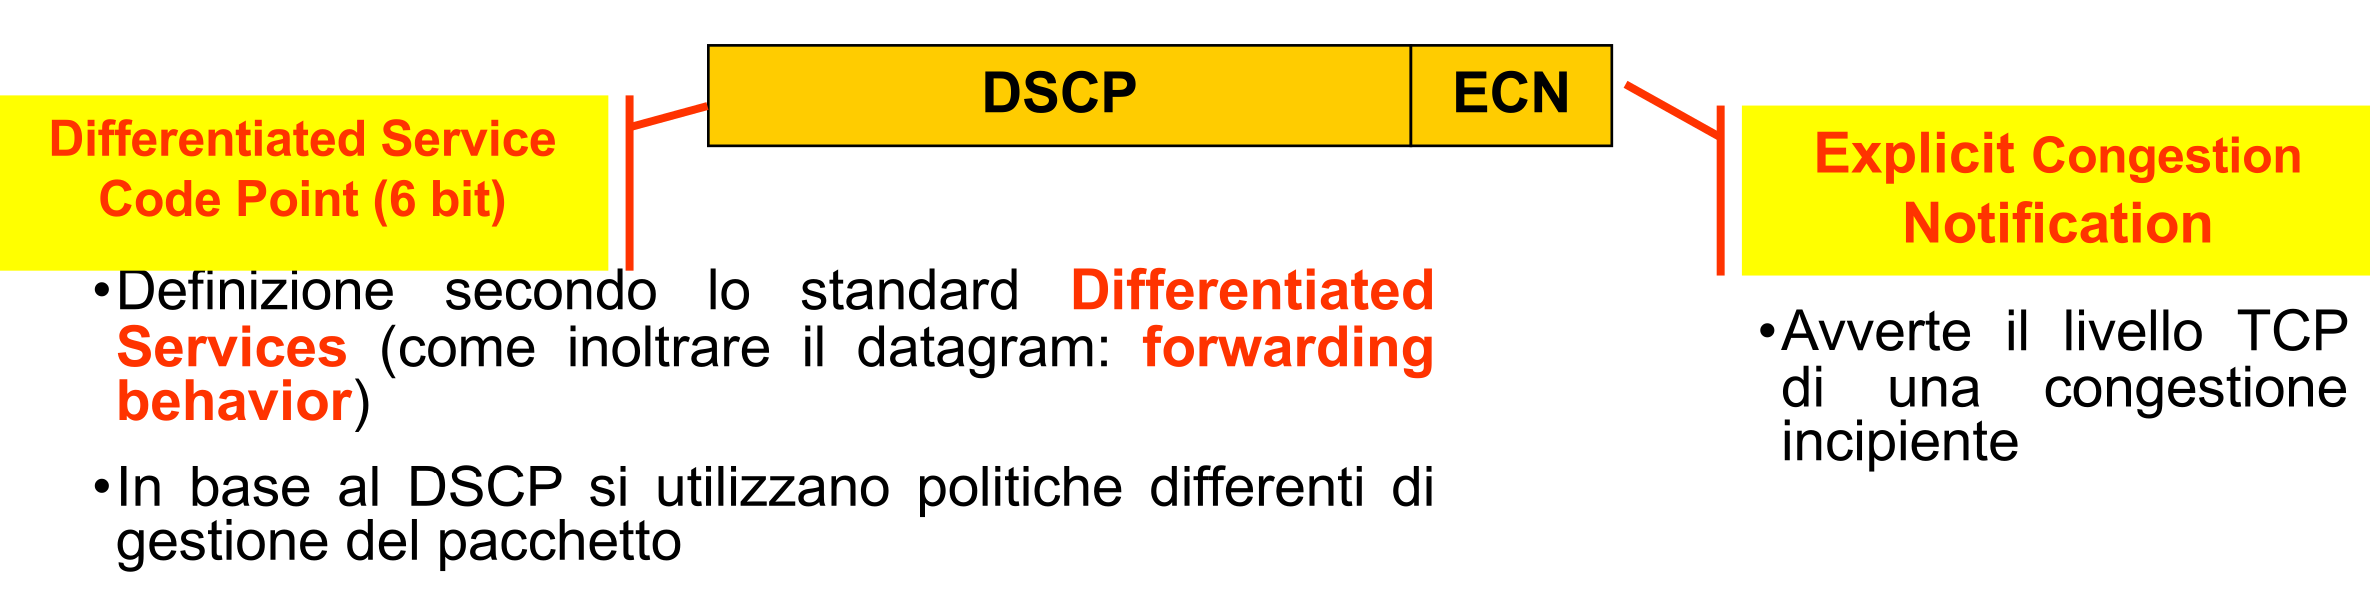 DSCP ECN
Differentiated Service
Code Point (6 bit)
Explicit Congestion
Notification
•Definizione secondo lo standard Differentiated
Services (come inoltrare il datagram: forwarding
behavior)
•In base al DSCP si utilizzano politiche differenti di
gestione del pacchetto
•Avverte il livello TCP
di una congestione
incipiente